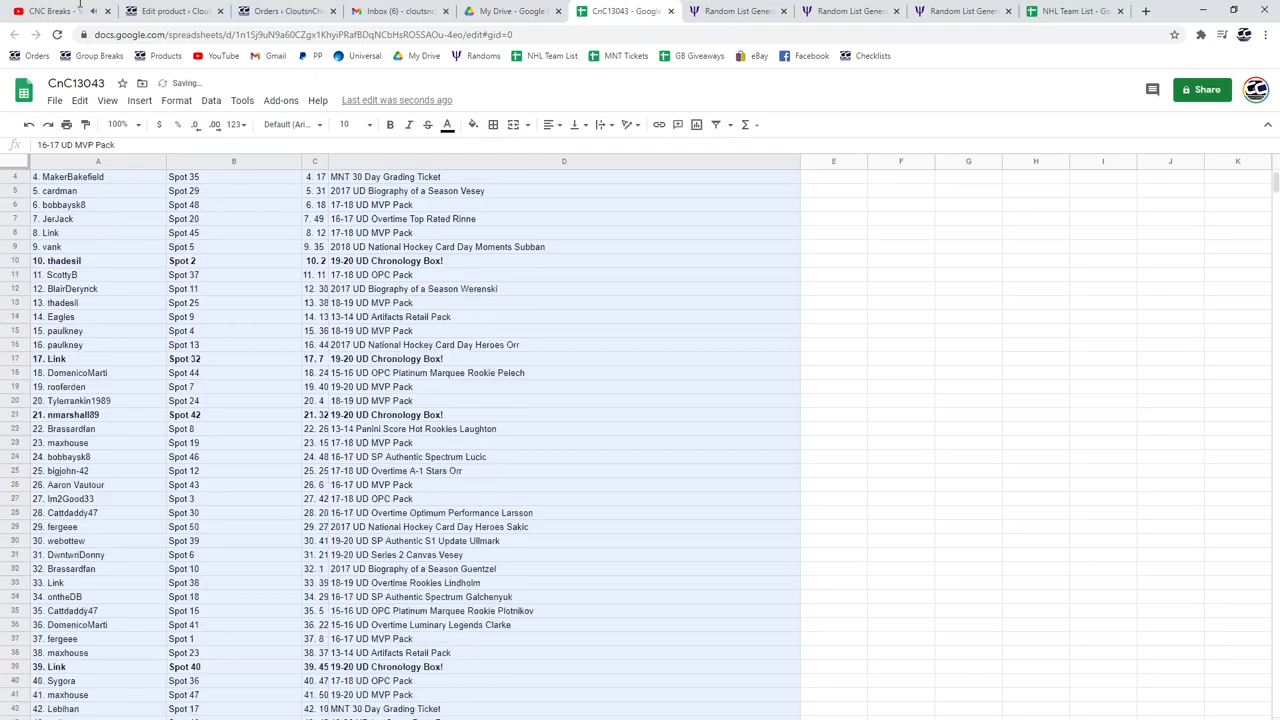 CNC Breaks -
Edit product ‹ Clou
Orders ‹ CloutsnCh
Inbox (6) - cloutsno
My Drive - Google
CnC13043 - Google
Random List Gener
Random List Gener
Random List Gener
NHL Team List - Go
docs.google.com/spreadsheets/d/1n1Sj9uN9a60CZgx1KhyiPRafBDqNCbHsRO5SAOu-4eo/edit#gid=0
Orders
Group Breaks
Products
YouTube
Gmail
PP
Universal
My Drive
Randoms
NHL Team List
MNT Tickets
GB Giveaways
eBay
Facebook
Checklists
CnC13043
Saving...
File Edit View Insert Format Data Tools Add-ons Help Last edit was seconds ago
Share
100% $ % .0 .00 123 Default (Ari... 10 B I S A
fx 16-17 UD MVP Pack
A B C D E F G H I J K
4 4. MakerBakefield Spot 35 4. 17 MNT 30 Day Grading Ticket
5 5. cardman Spot 29 5. 31 2017 UD Biography of a Season Vesey
6 6. bobbaysk8 Spot 48 6. 18 17-18 UD MVP Pack
7 7. JerJack Spot 20 7. 49 16-17 UD Overtime Top Rated Rinne
8 8. Link Spot 45 8. 12 17-18 UD MVP Pack
9 9. vank Spot 5 9. 35 2018 UD National Hockey Card Day Moments Subban
10 10. thadesil Spot 2 10. 2 19-20 UD Chronology Box!
11 11. ScottyB Spot 37 11. 11 17-18 UD OPC Pack
12 12. BlairDerynck Spot 11 12. 30 2017 UD Biography of a Season Werenski
13 13. thadesil Spot 25 13. 38 18-19 UD MVP Pack
14 14. Eagles Spot 9 14. 13 13-14 UD Artifacts Retail Pack
15 15. paulkney Spot 4 15. 36 18-19 UD MVP Pack
16 16. paulkney Spot 13 16. 44 2017 UD National Hockey Card Day Heroes Orr
17 17. Link Spot 32 17. 7 19-20 UD Chronology Box!
18 18. DomenicoMarti Spot 44 18. 24 15-16 UD OPC Platinum Marquee Rookie Pelech
19 19. rooferden Spot 7 19. 40 19-20 UD MVP Pack
20 20. Tylerrankin1989 Spot 24 20. 4 18-19 UD MVP Pack
21 21. nmarshall89 Spot 42 21. 32 19-20 UD Chronology Box!
22 22. Brassardfan Spot 8 22. 26 13-14 Panini Score Hot Rookies Laughton
23 23. maxhouse Spot 19 23. 15 17-18 UD MVP Pack
24 24. bobbaysk8 Spot 46 24. 48 16-17 UD SP Authentic Spectrum Lucic
25 25. bigjohn-42 Spot 12 25. 25 17-18 UD Overtime A-1 Stars Orr
26 26. Aaron Vautour Spot 43 26. 6 16-17 UD MVP Pack
27 27. Im2Good33 Spot 3 27. 42 17-18 UD OPC Pack
28 28. Cattdaddy47 Spot 30 28. 20 16-17 UD Overtime Optimum Performance Larsson
29 29. fergeee Spot 50 29. 27 2017 UD National Hockey Card Day Heroes Sakic
30 30. webottew Spot 39 30. 41 19-20 UD SP Authentic S1 Update Ullmark
31 31. DwntwnDonny Spot 6 31. 21 19-20 UD Series 2 Canvas Vesey
32 32. Brassardfan Spot 10 32. 1 2017 UD Biography of a Season Guentzel
33 33. Link Spot 38 33. 39 18-19 UD Overtime Rookies Lindholm
34 34. ontheDB Spot 18 34. 29 16-17 UD SP Authentic Spectrum Galchenyuk
35 35. Cattdaddy47 Spot 15 35. 5 15-16 UD OPC Platinum Marquee Rookie Plotnikov
36 36. DomenicoMarti Spot 41 36. 22 15-16 UD Overtime Luminary Legends Clarke
37 37. fergeee Spot 1 37. 8 16-17 UD MVP Pack
38 38. maxhouse Spot 23 38. 37 13-14 UD Artifacts Retail Pack
39 39. Link Spot 40 39. 45 19-20 UD Chronology Box!
40 40. Sygora Spot 36 40. 47 17-18 UD OPC Pack
41 41. maxhouse Spot 47 41. 50 19-20 UD MVP Pack
42 42. Lebihan Spot 17 42. 10 MNT 30 Day Grading Ticket